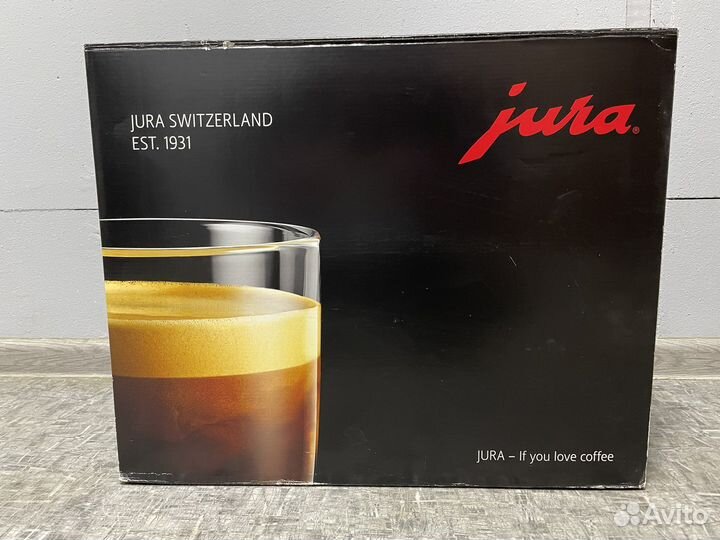 JURA SWITZERLAND
EST. 1931
jura®
JURA – If you love coffee
Avito